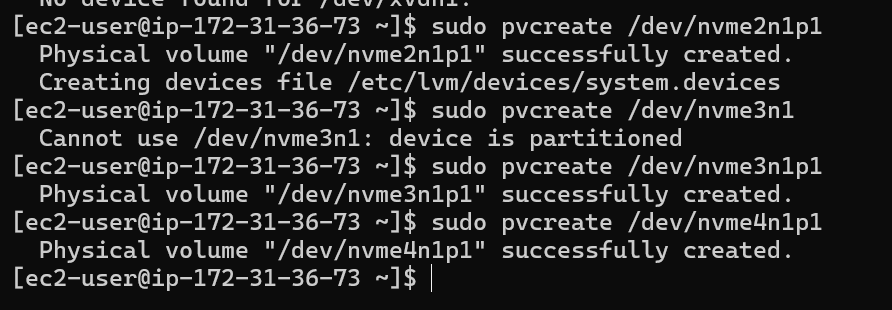 No device found for /dev/xvdh1.
[ec2-user@ip-172-31-36-73 ~]$ sudo pvcreate /dev/nvme2n1p1
  Physical volume "/dev/nvme2n1p1" successfully created.
  Creating devices file /etc/lvm/devices/system.devices
[ec2-user@ip-172-31-36-73 ~]$ sudo pvcreate /dev/nvme3n1
  Cannot use /dev/nvme3n1: device is partitioned
[ec2-user@ip-172-31-36-73 ~]$ sudo pvcreate /dev/nvme3n1p1
  Physical volume "/dev/nvme3n1p1" successfully created.
[ec2-user@ip-172-31-36-73 ~]$ sudo pvcreate /dev/nvme4n1p1
  Physical volume "/dev/nvme4n1p1" successfully created.
[ec2-user@ip-172-31-36-73 ~]$